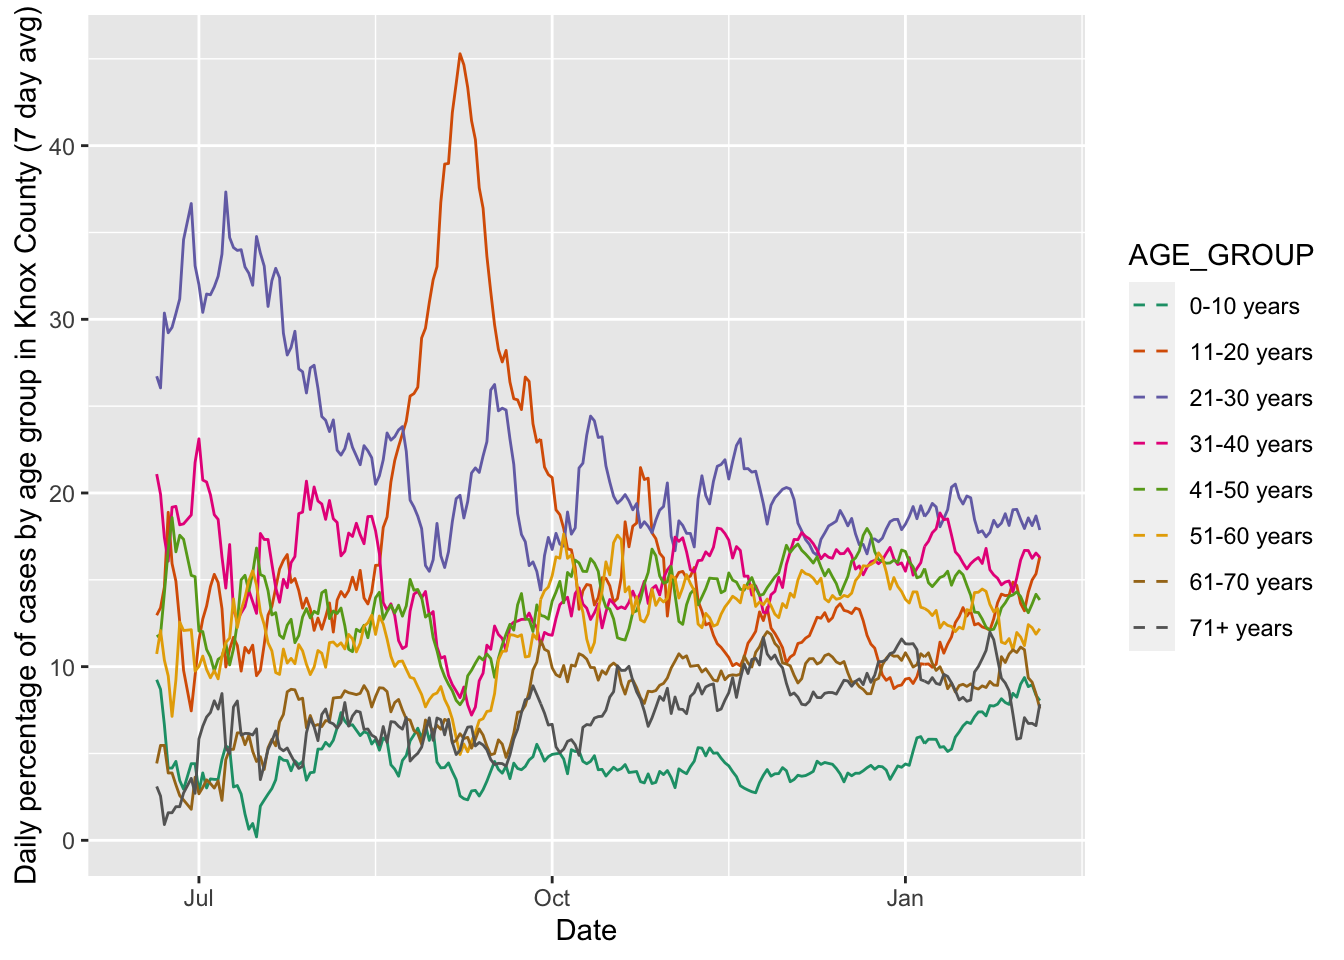 Daily percentage of cases by age group in Knox County (7 day avg)
40
30
20
10
0
Jul
Oct
Jan
Date
AGE_GROUP
0-10 years
11-20 years
21-30 years
31-40 years
41-50 years
51-60 years
61-70 years
71+ years